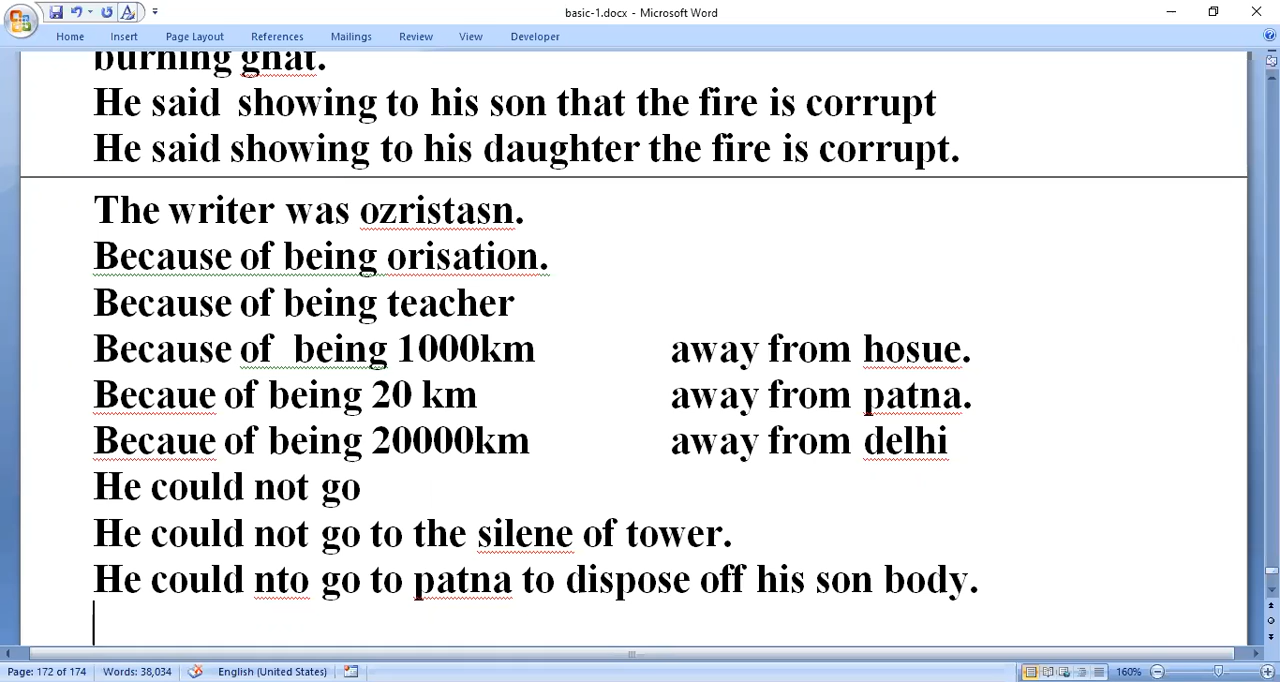 basic-1.docx - Microsoft Word
Home Insert Page Layout References Mailings Review View Developer
burning ghat.
He said showing to his son that the fire is corrupt
He said showing to his daughter the fire is corrupt.
The writer was ozristasn.
Because of being orisation.
Because of being teacher
Because of being 1000km away from hosue.
Becaue of being 20 km away from patna.
Becaue of being 20000km away from delhi
He could not go
He could not go to the silene of tower.
He could nto go to patna to dispose off his son body.
Page: 172 of 174 Words: 38,034 English (United States) 160%